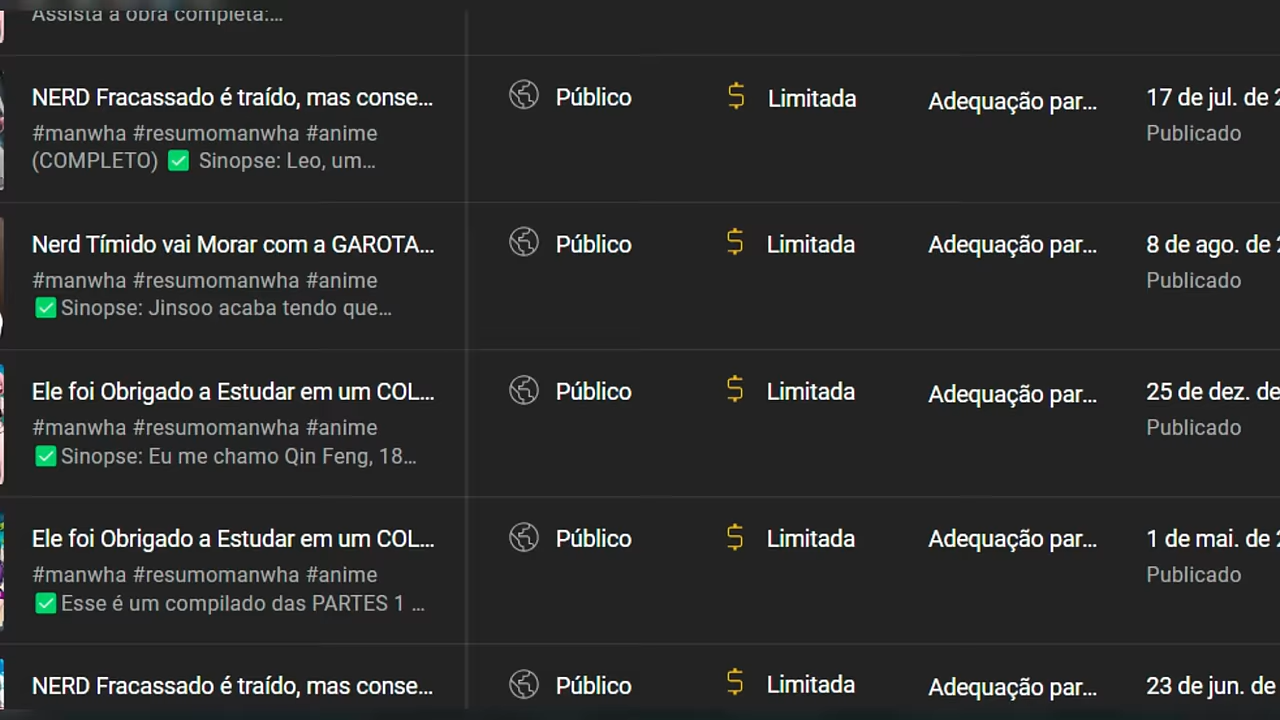 Assista a obra completa:...
NERD Fracassado é traído, mas conse...
Público
Limitada
Adequação par...
17 de jul. de 2
#manwha #resumomanwha #anime
Publicado
(COMPLETO) ✅ Sinopse: Leo, um...
Nerd Tímido vai Morar com a GAROTA...
Público
Limitada
Adequação par...
8 de ago. de 2
#manwha #resumomanwha #anime
Publicado
✅Sinopse: Jinsoo acaba tendo que...
Ele foi Obrigado a Estudar em um COL...
Público
Limitada
Adequação par...
25 de dez. de
#manwha #resumomanwha #anime
Publicado
✅Sinopse: Eu me chamo Qin Feng, 18...
Ele foi Obrigado a Estudar em um COL...
Público
Limitada
Adequação par...
1 de mai. de 2
#manwha #resumomanwha #anime
Publicado
✅Esse é um compilado das PARTES 1 ...
NERD Fracassado é traído, mas conse...
Público
Limitada
Adequação par...
23 de jun. de